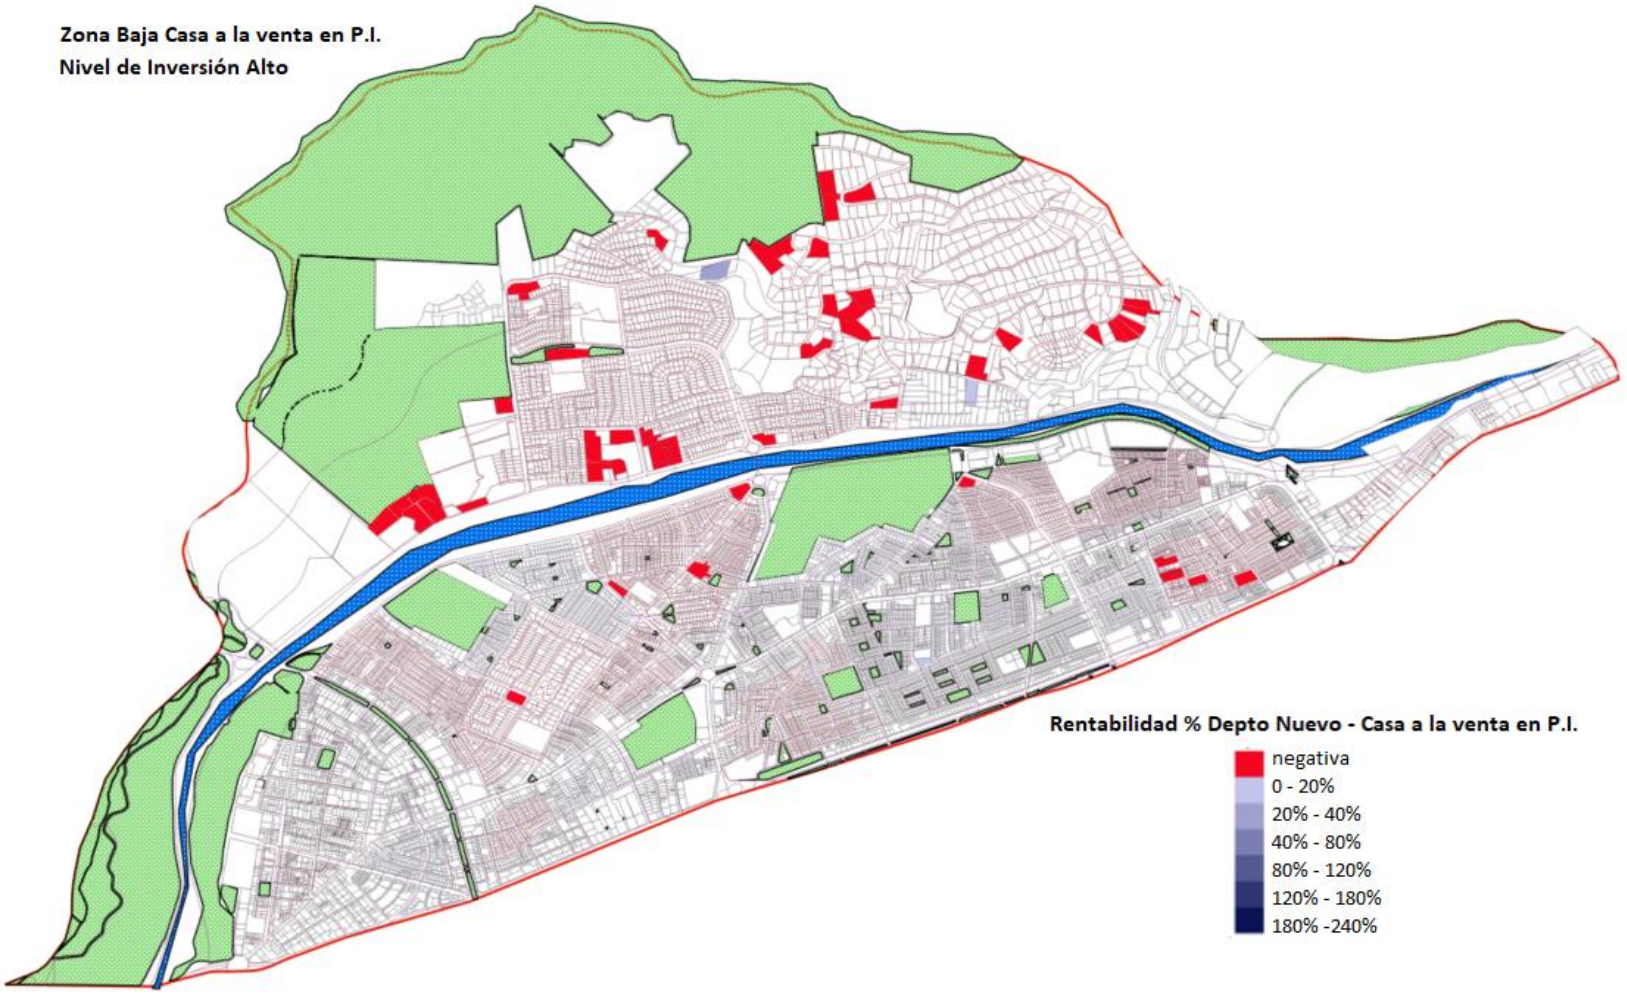 Zona Baja Casa a la venta en P.I.
Nivel de Inversión Alto
Rentabilidad % Depto Nuevo - Casa a la venta en P.I.
negativa
0 - 20%
20% - 40%
40% - 80%
80% - 120%
120% - 180%
180% -240%